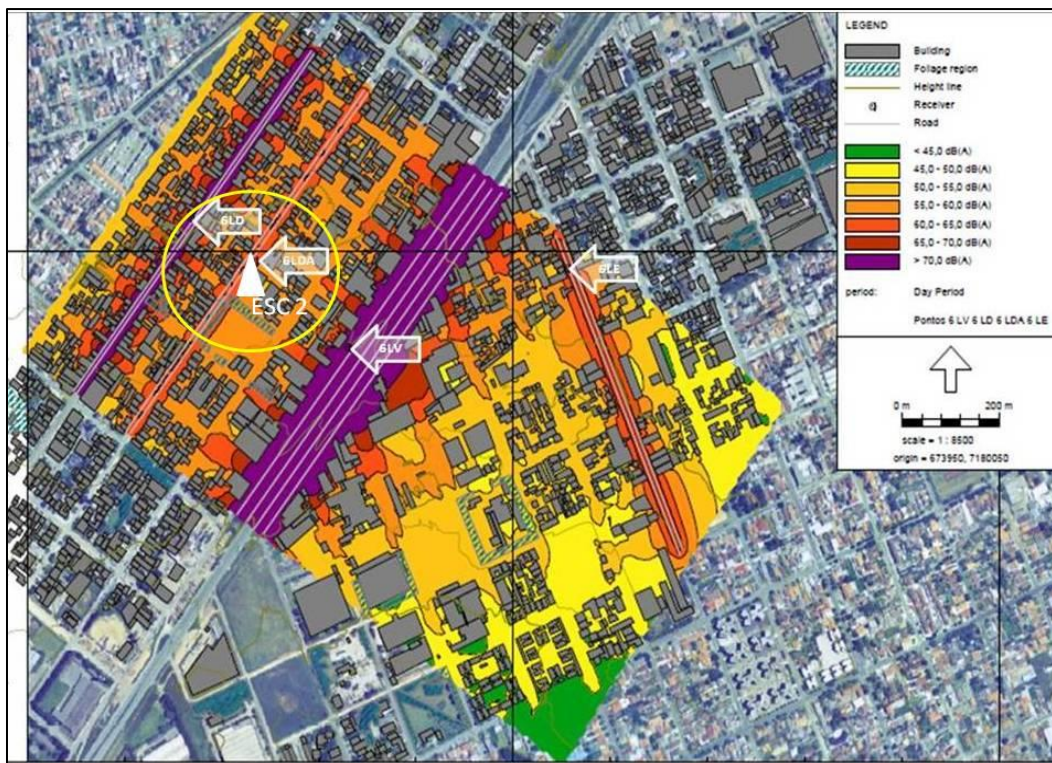 LEGEND
Building
Foliage region
Height line
Receiver
Road
< 45,0 dB(A)
45,0 - 50,0 dB(A)
50,0 - 55,0 dB(A)
55,0 - 60,0 dB(A)
60,0 - 65,0 dB(A)
65,0 - 70,0 dB(A)
> 70,0 dB(A)
period: Day Period
Pontos 6 LV 6 LD 6 LDA 6 LE
0 m 200 m
scale = 1 : 8500
origin = 673950, 7180050
6LD
6LDA
6LE
ESC 2
6LV